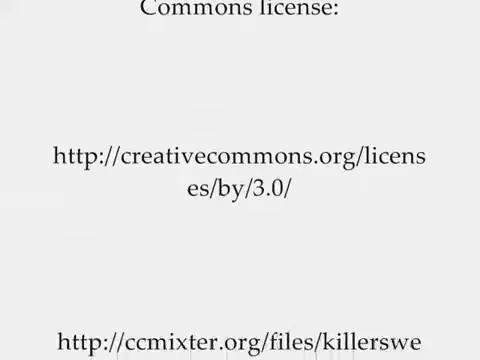 Commons license:
http://creativecommons.org/licens
es/by/3.0/
http://ccmixter.org/files/killerswe